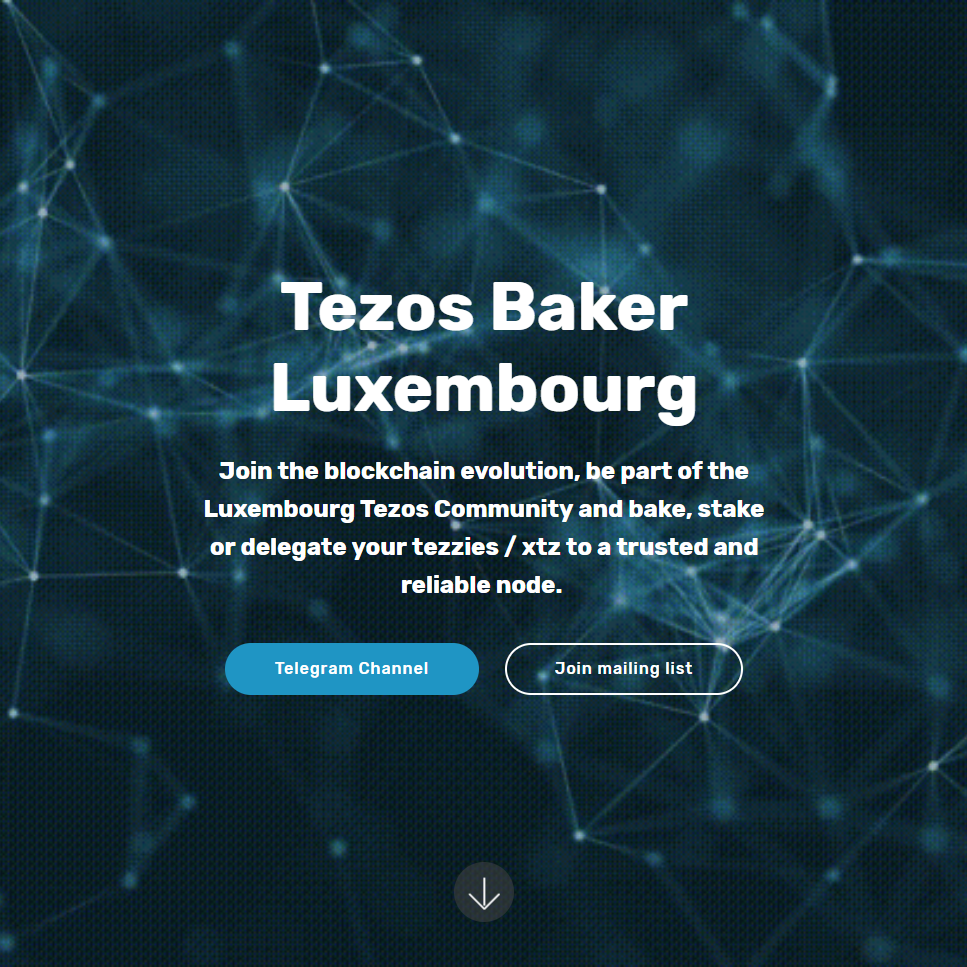 Tezos Baker
Luxembourg
Join the blockchain evolution, be part of the
Luxembourg Tezos Community and bake, stake
or delegate your tezzies / xtz to a trusted and
reliable node.
Telegram Channel
Join mailing list